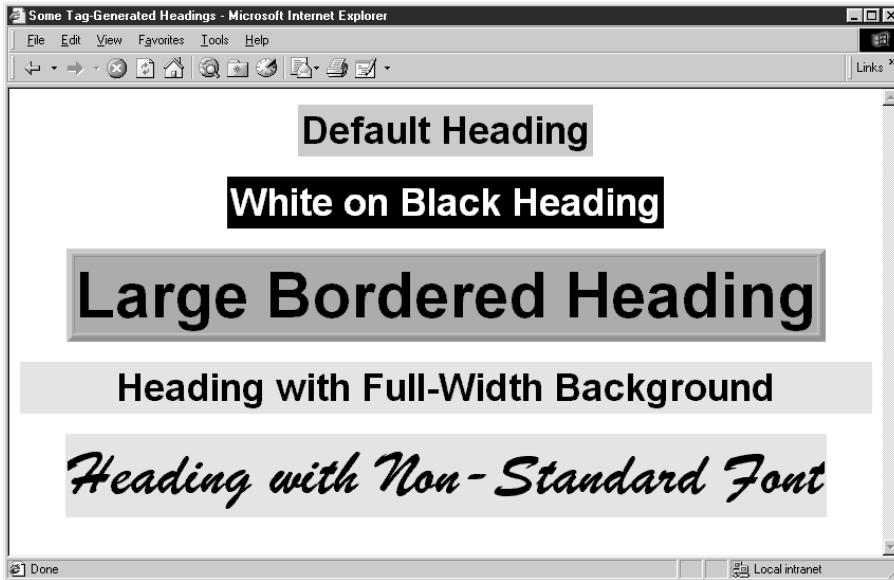 Some Tag-Generated Headings - Microsoft Internet Explorer
File Edit View Favorites Tools Help
Links »
Default Heading
White on Black Heading
Large Bordered Heading
Heading with Full-Width Background
Heading with Non-Standard Font
Done Local intranet